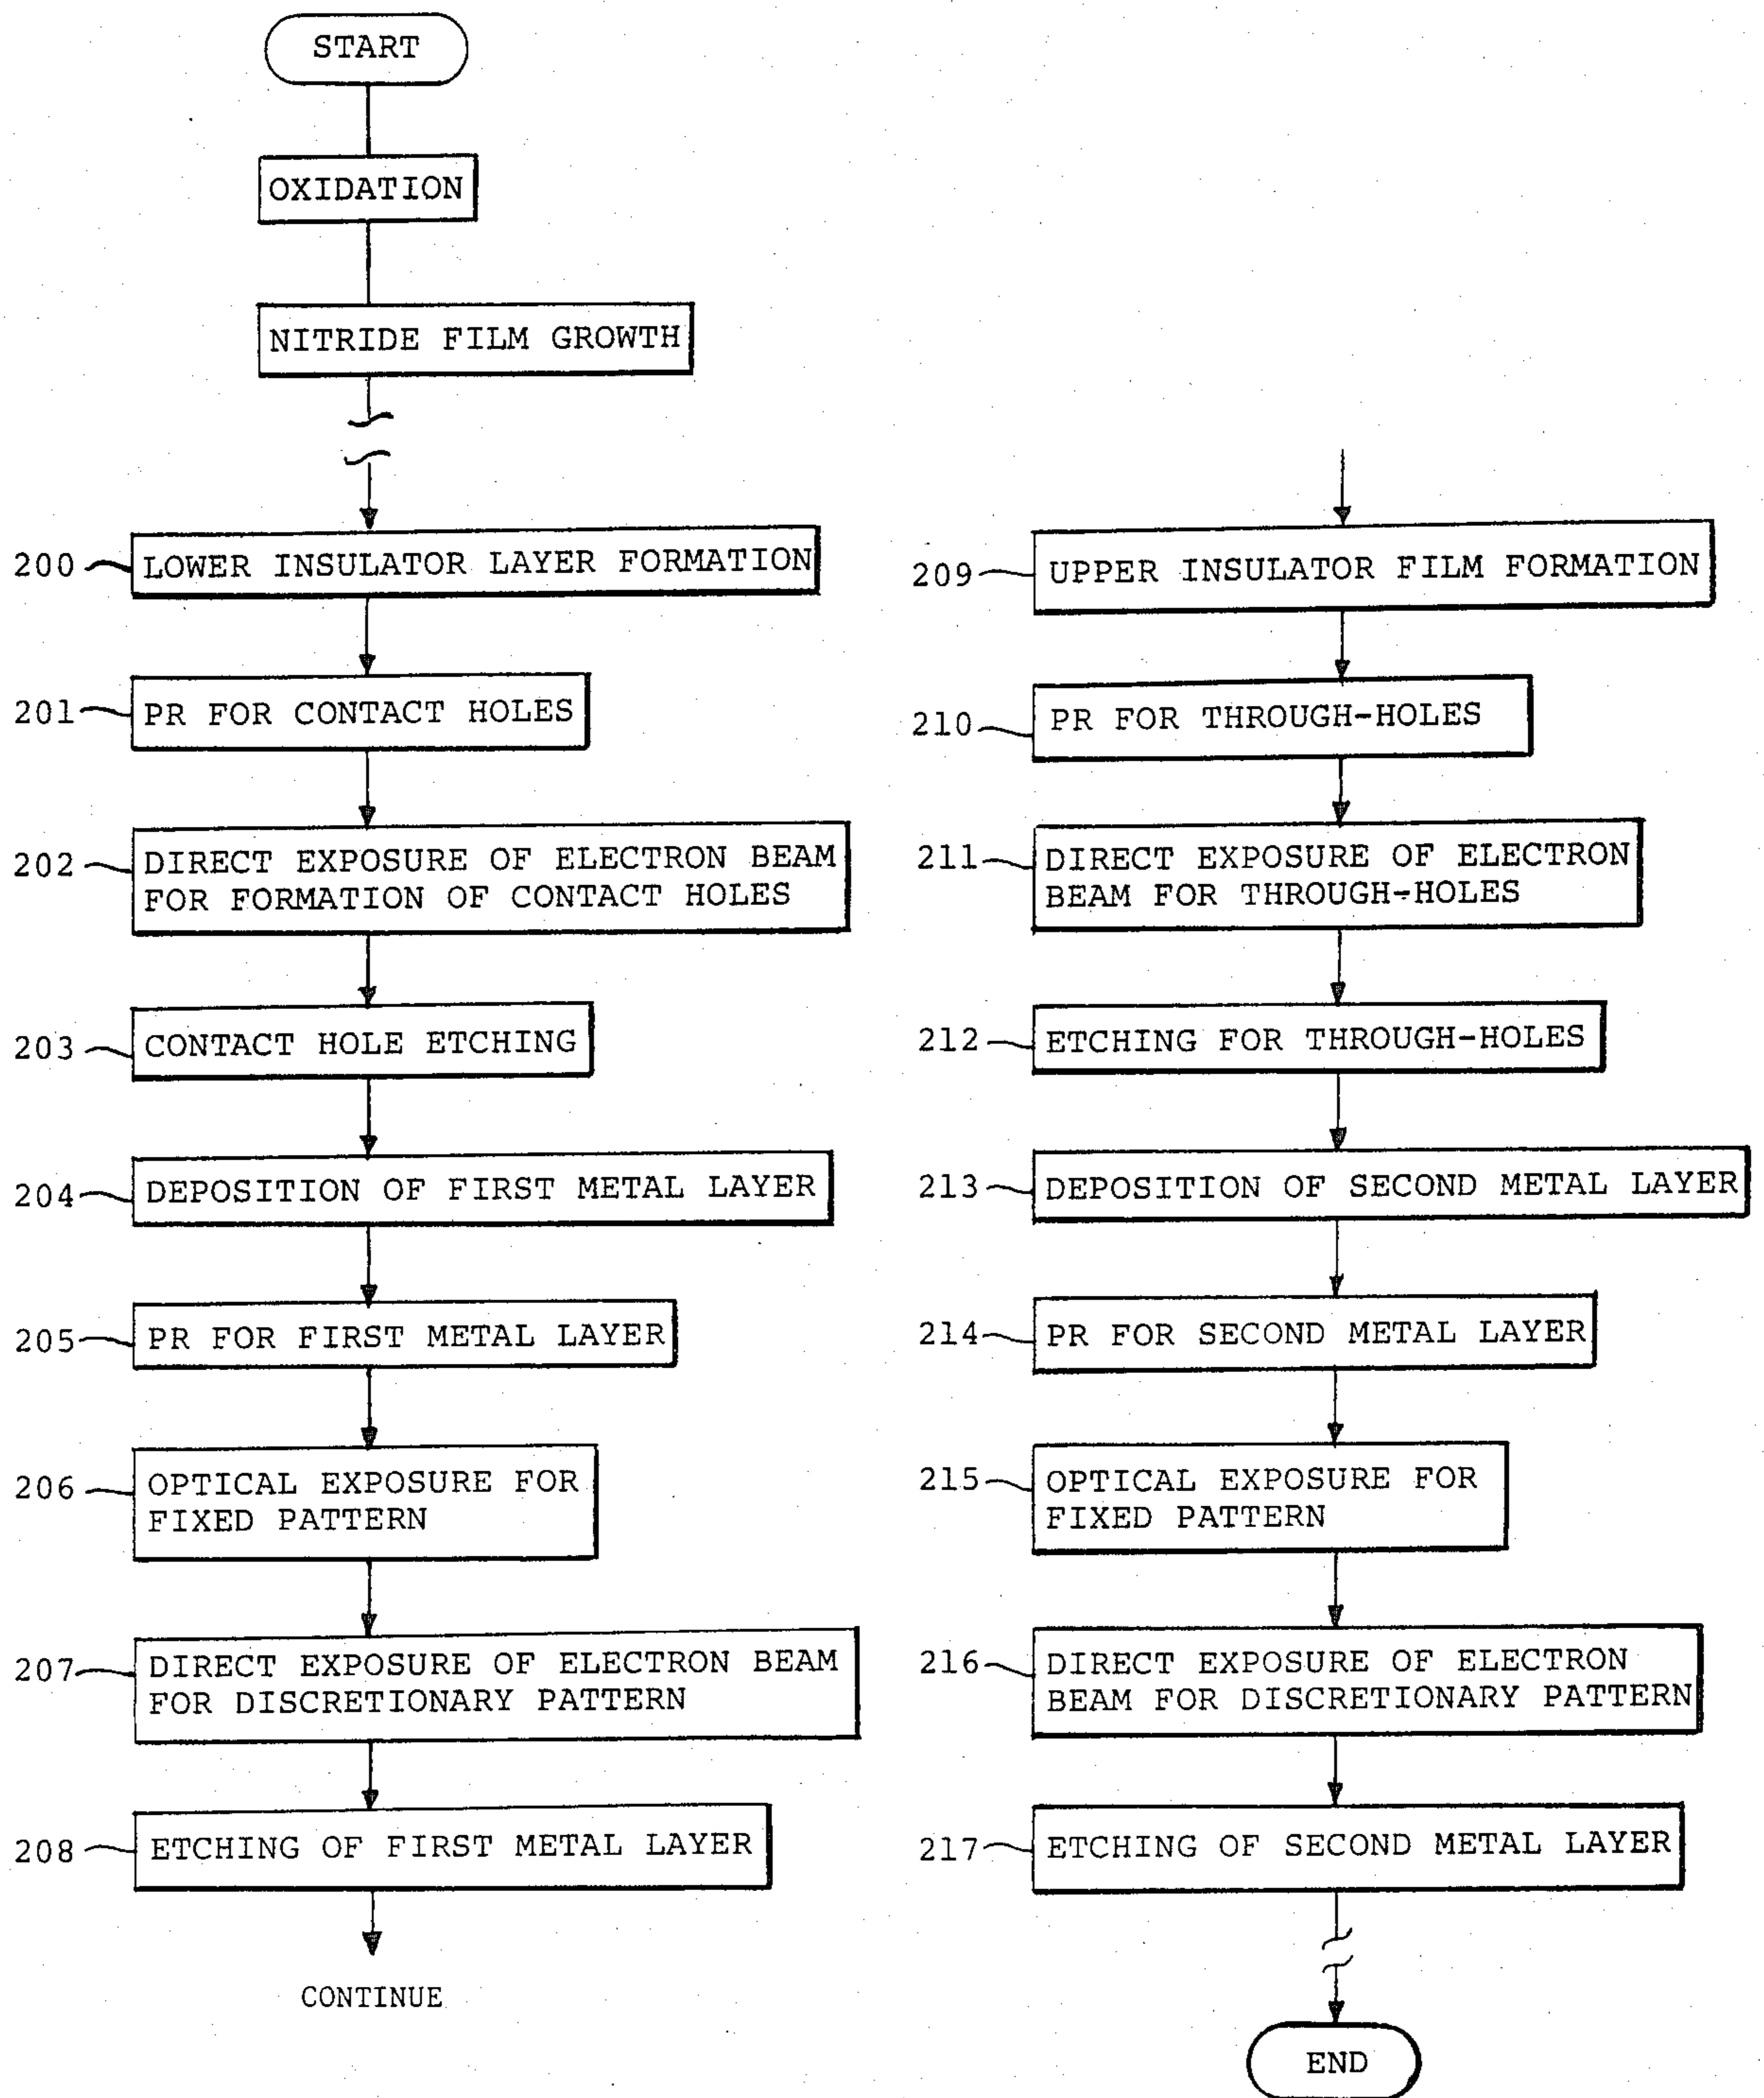 START
OXIDATION
NITRIDE FILM GROWTH
200 LOWER INSULATOR LAYER FORMATION
201 PR FOR CONTACT HOLES
202 DIRECT EXPOSURE OF ELECTRON BEAM
FOR FORMATION OF CONTACT HOLES
203 CONTACT HOLE ETCHING
204 DEPOSITION OF FIRST METAL LAYER
205 PR FOR FIRST METAL LAYER
206 OPTICAL EXPOSURE FOR
FIXED PATTERN
207 DIRECT EXPOSURE OF ELECTRON BEAM
FOR DISCRETIONARY PATTERN
208 ETCHING OF FIRST METAL LAYER
CONTINUE
209 UPPER INSULATOR FILM FORMATION
210 PR FOR THROUGH-HOLES
211 DIRECT EXPOSURE OF ELECTRON
BEAM FOR THROUGH-HOLES
212 ETCHING FOR THROUGH-HOLES
213 DEPOSITION OF SECOND METAL LAYER
214 PR FOR SECOND METAL LAYER
215 OPTICAL EXPOSURE FOR
FIXED PATTERN
216 DIRECT EXPOSURE OF ELECTRON
BEAM FOR DISCRETIONARY PATTERN
217 ETCHING OF SECOND METAL LAYER
END